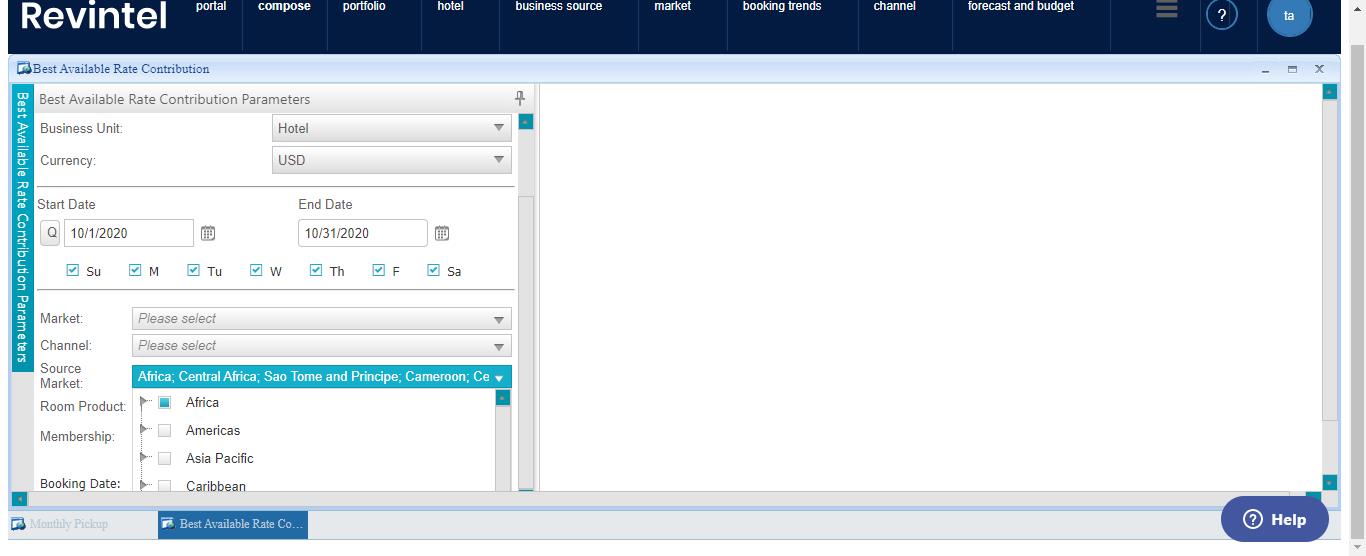 Revintel
portal compose portfolio hotel business source market booking trends channel forecast and budget
? ta
Best Available Rate Contribution
Best Available Rate Contribution Parameters
Best Available Rate Contribution Parameters
Business Unit: Hotel
Currency: USD
Start Date End Date
Q 10/1/2020 10/31/2020
Su M Tu W Th F Sa
Market: Please select
Channel: Please select
Source
Market: Africa; Central Africa; Sao Tome and Principe; Cameroon; Ce
Room Product: Africa
Membership: Americas
Asia Pacific
Booking Date: Caribbean
Monthly Pickup Best Available Rate Co...
? Help